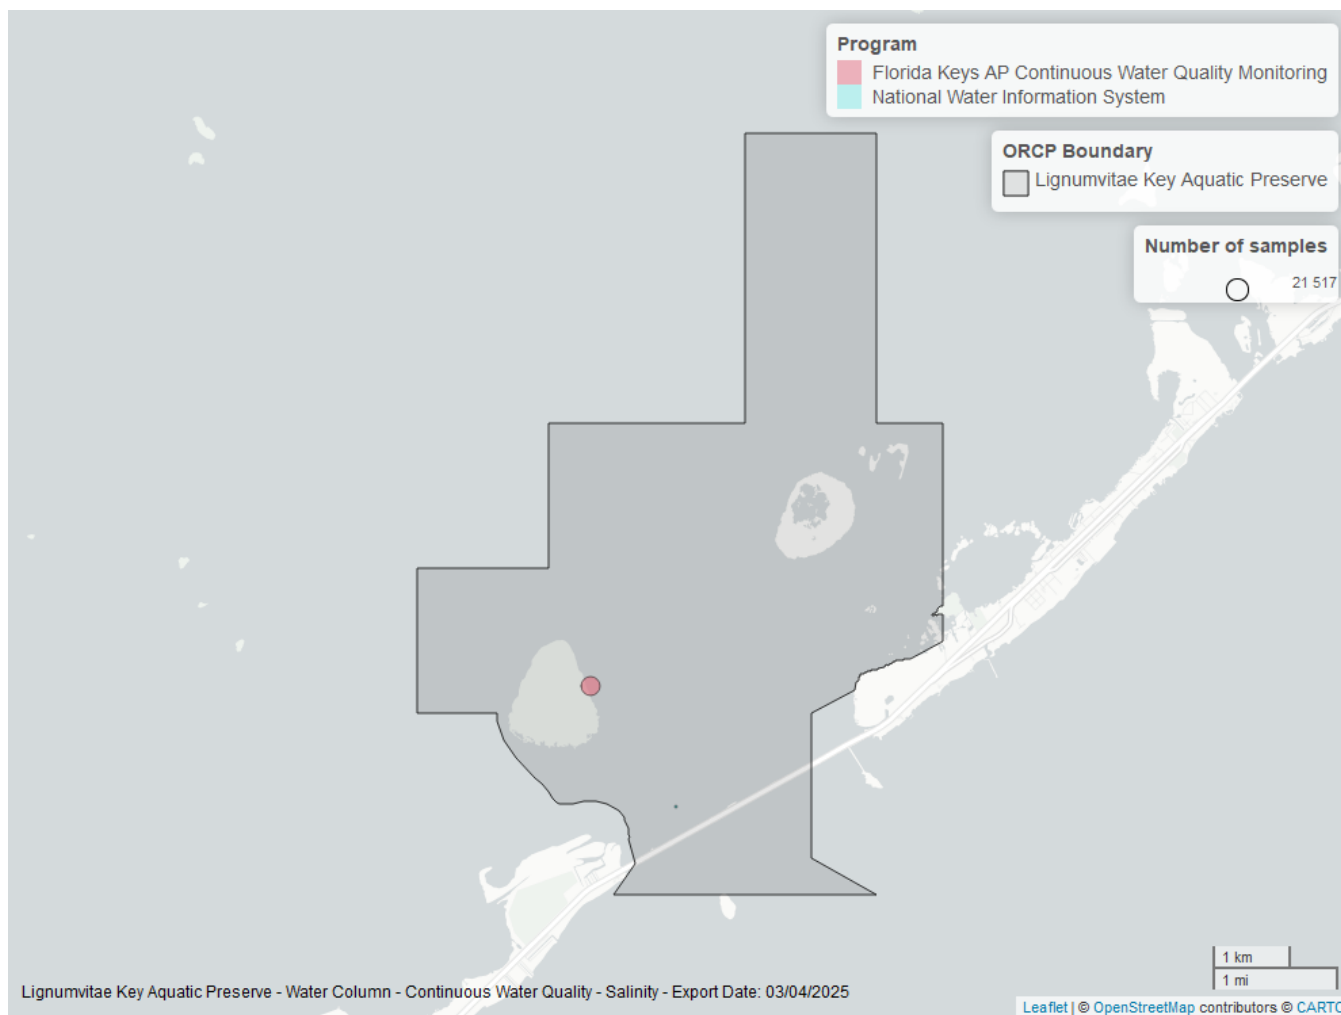 Program
Florida Keys AP Continuous Water Quality Monitoring
National Water Information System
ORCP Boundary
Lignumvitae Key Aquatic Preserve
Number of samples
21 517
1 km
1 mi
Lignumvitae Key Aquatic Preserve - Water Column - Continuous Water Quality - Salinity - Export Date: 03/04/2025
Leaflet | © OpenStreetMap contributors © CARTO